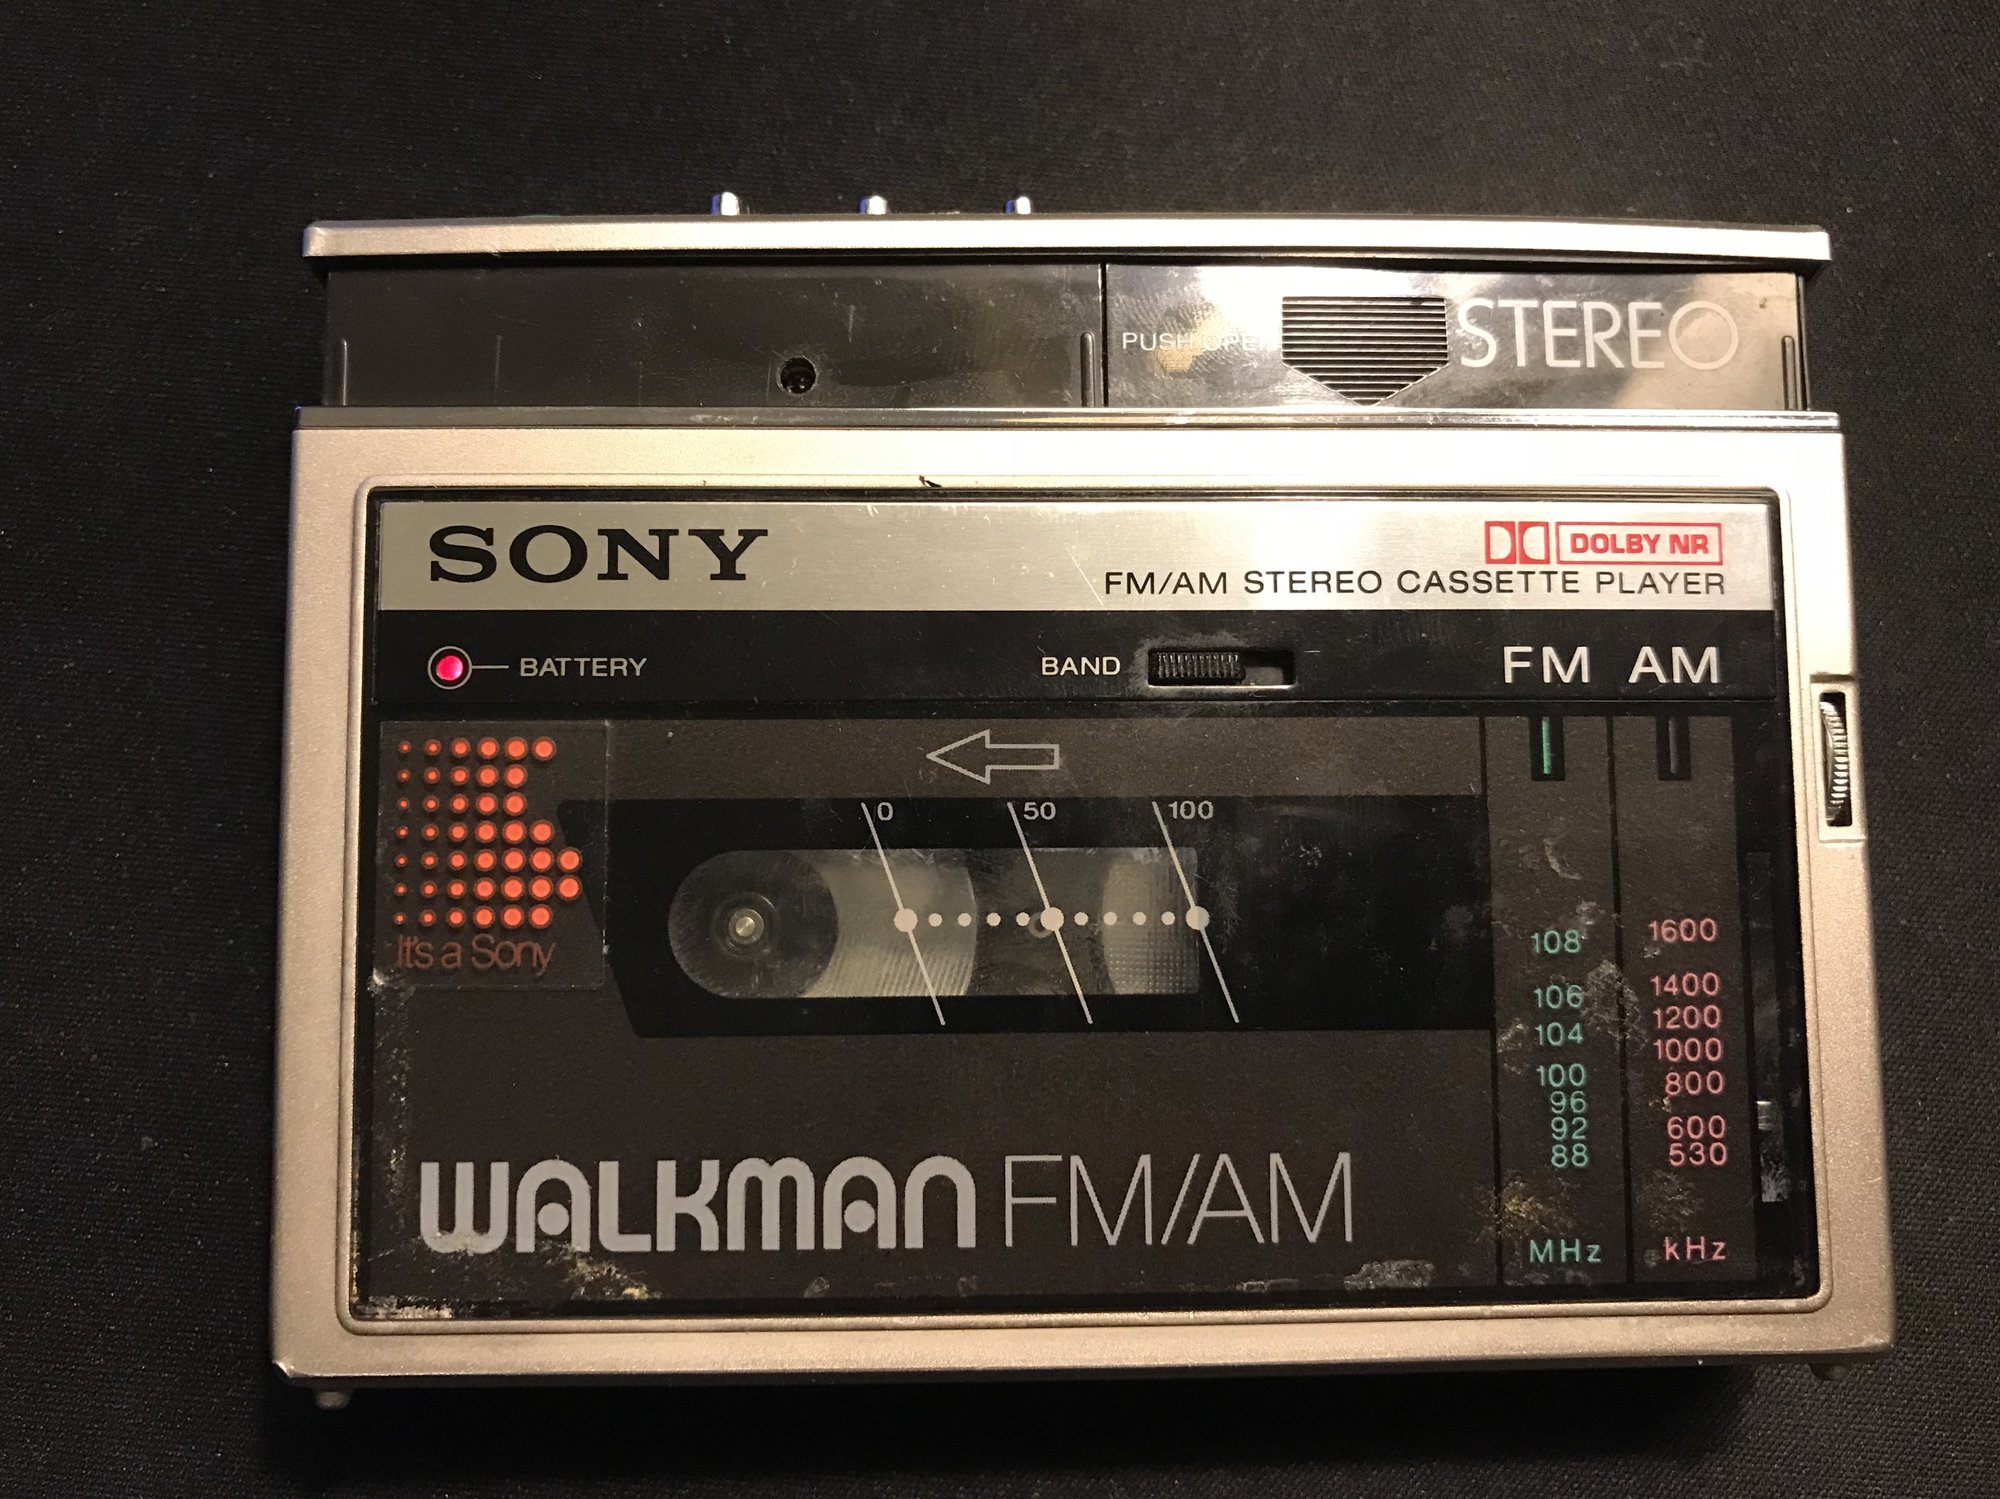 PUSH OPEN
STEREO
SONY
DOLBY NR
FM/AM STEREO CASSETTE PLAYER
BATTERY
BAND
FM AM
0 50 100
It's a Sony
108 1600
106 1400
104 1200
100 1000
96 800
92 600
88 530
WALKMAN FM/AM
MHz kHz